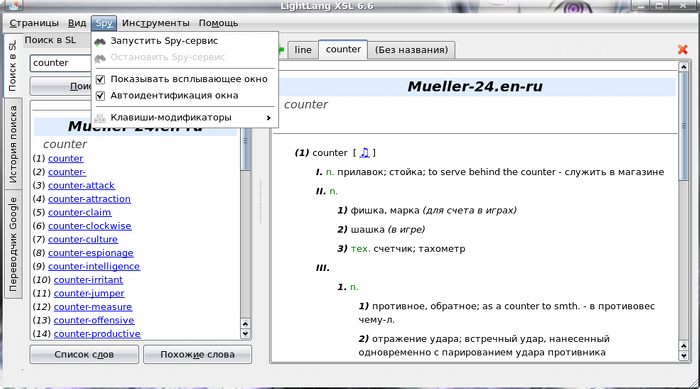 LightLang XSL 6.6
Страницы Вид Spy Инструменты Помощь
Поиск в SL
История поиска
Переводчик Google
Поиск в SL
counter
Запустить Spy-сервис
Остановить Spy-сервис
Показывать всплывающее окно
Автоидентификация окна
Клавиши-модификаторы
Mueller-24.en-ru
counter
(1) counter
(2) counter-
(3) counter-attack
(4) counter-attraction
(5) counter-claim
(6) counter-clockwise
(7) counter-culture
(8) counter-espionage
(9) counter-intelligence
(10) counter-irritant
(11) counter-jumper
(12) counter-measure
(13) counter-offensive
(14) counter-productive
Список слов Похожие слова
line counter (Без названия)
Mueller-24.en-ru
counter
(1) counter [ ♫ ]
I. n. прилавок; стойка; to serve behind the counter - служить в магазине
II. n.
1) фишка, марка (для счета в играх)
2) шашка (в игре)
3) тех. счетчик; тахометр
III.
1. n.
1) противное, обратное; as a counter to smth. - в противовес
чему-л.
2) отражение удара; встречный удар, нанесенный
одновременно с парированием удара противника